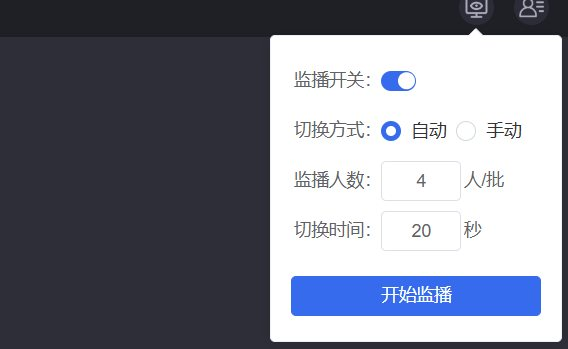 监播开关：
切换方式： 自动 手动
监播人数： 4 人/批
切换时间： 20 秒
开始监播